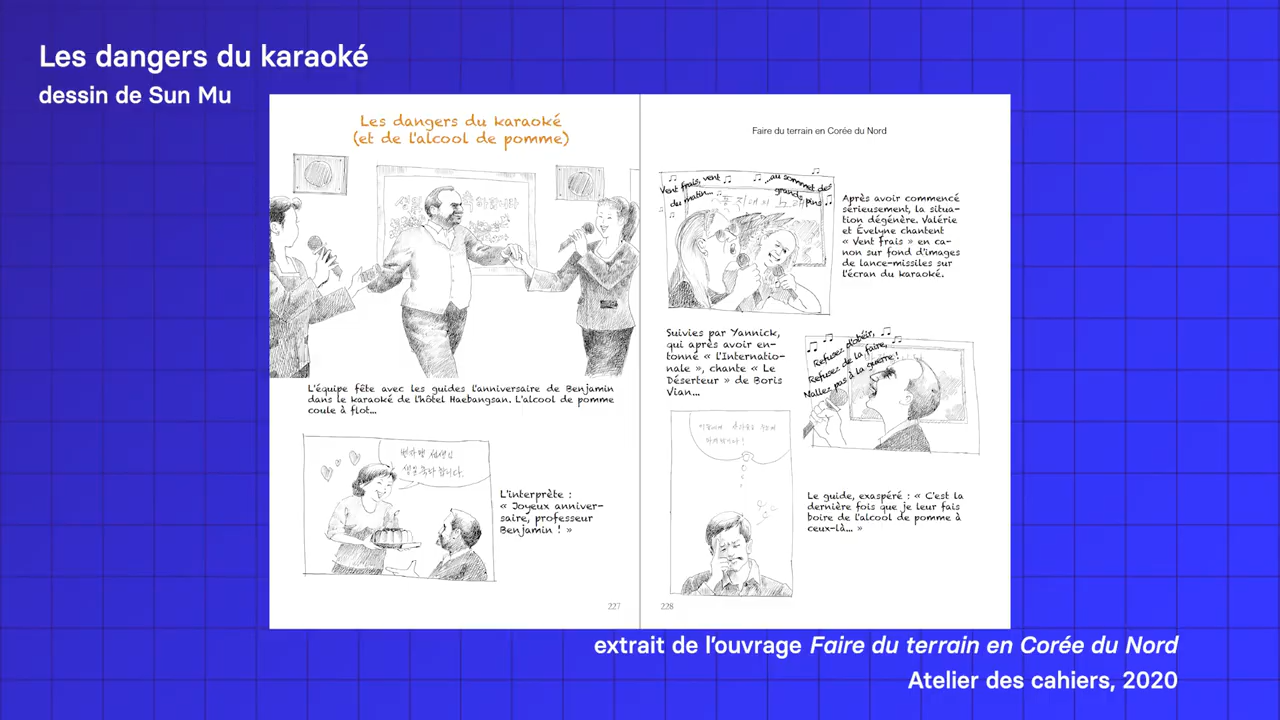 Les dangers du karaoké
dessin de Sun Mu
Les dangers du karaoké
(et de l'alcool de pomme)
L'équipe fête avec les guides l'anniversaire de Benjamin
dans le karaoké de l'hôtel Haebangsan. L'alcool de pomme
coule à flot...
L'interprète :
« Joyeux anniver-
saire, professeur
Benjamin ! »
227
Faire du terrain en Corée du Nord
Vent frais, vent
du matin...
...au sommet des
grands pins
Après avoir commencé
sérieusement, la situa-
tion dégénère. Valérie
et Évelyne chantent
« Vent frais » en ca-
non sur fond d'images
de lance-missiles sur
l'écran du karaoké.
Suivies par Yannick,
qui après avoir en-
tonné « l'Internatio-
nale », chante « Le
Déserteur » de Boris
Vian...
Refusez d'obéir,
Refusez de la faire,
N'allez pas à la guerre !
Le guide, exaspéré : « C'est la
dernière fois que je leur fais
boire de l'alcool de pomme à
ceux-là... »
228
extrait de l'ouvrage Faire du terrain en Corée du Nord
Atelier des cahiers, 2020